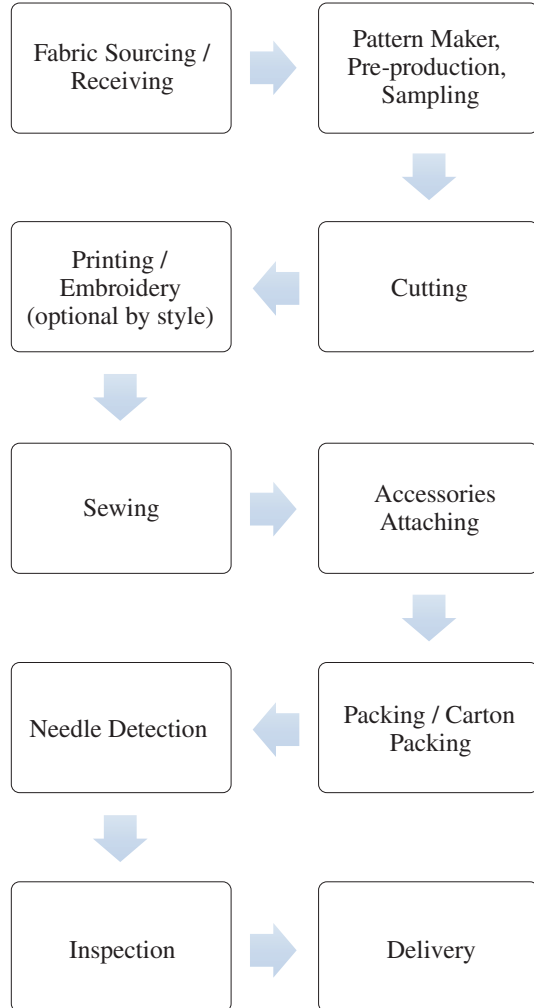 Fabric Sourcing /
Receiving
Pattern Maker,
Pre-production,
Sampling
Cutting
Printing /
Embroidery
(optional by style)
Sewing
Accessories
Attaching
Packing / Carton
Packing
Needle Detection
Inspection
Delivery